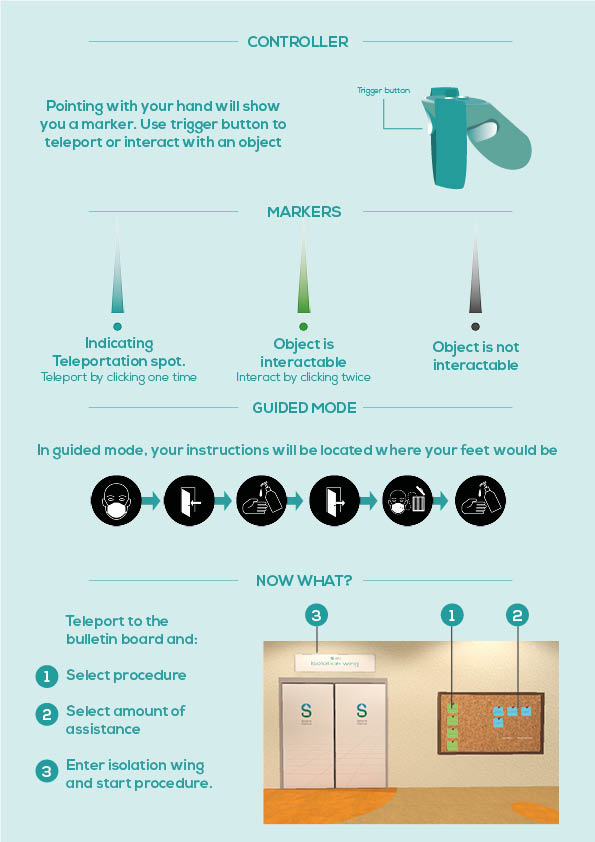 CONTROLLER
Pointing with your hand will show
you a marker. Use trigger button to
teleport or interact with an object
Trigger button
MARKERS
Indicating
Teleportation spot.
Teleport by clicking one time
Object is
interactable
Interact by clicking twice
Object is not
interactable
GUIDED MODE
In guided mode, your instructions will be located where your feet would be
NOW WHAT?
Teleport to the
bulletin board and:
1 Select procedure
2 Select amount of
assistance
3 Enter isolation wing
and start procedure.
3
1
2
Isolation wing
S
S